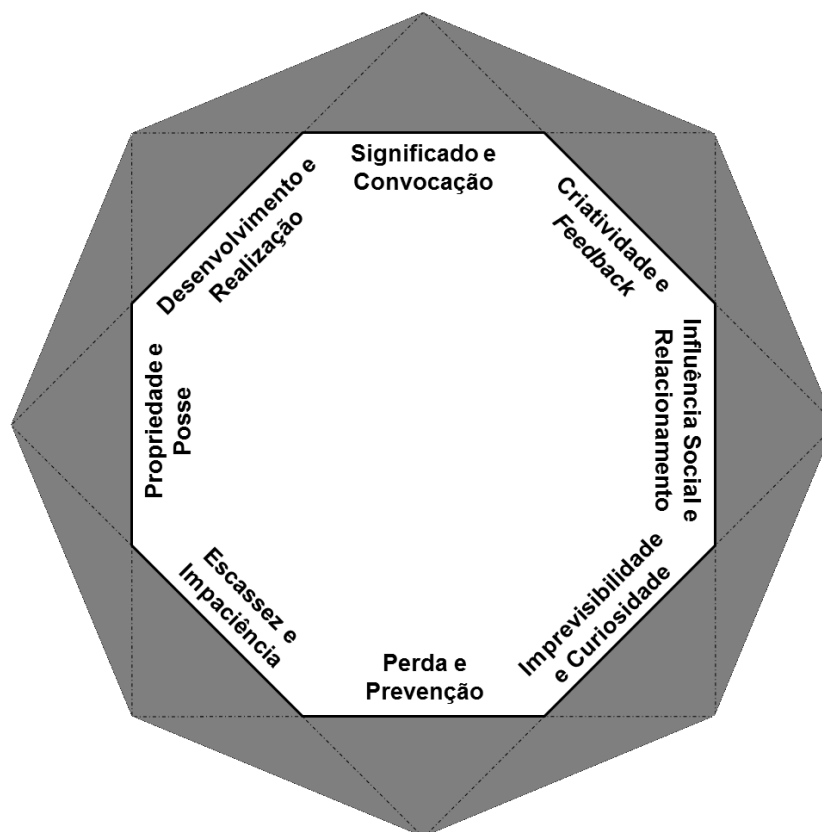 Significado e
Convocação
Criatividade e
Feedback
Influência Social e
Relacionamento
Imprevisibilidade
e Curiosidade
Perda e
Prevenção
Escassez e
Impaciência
Propriedade e
Posse
Desenvolvimento e
Realização